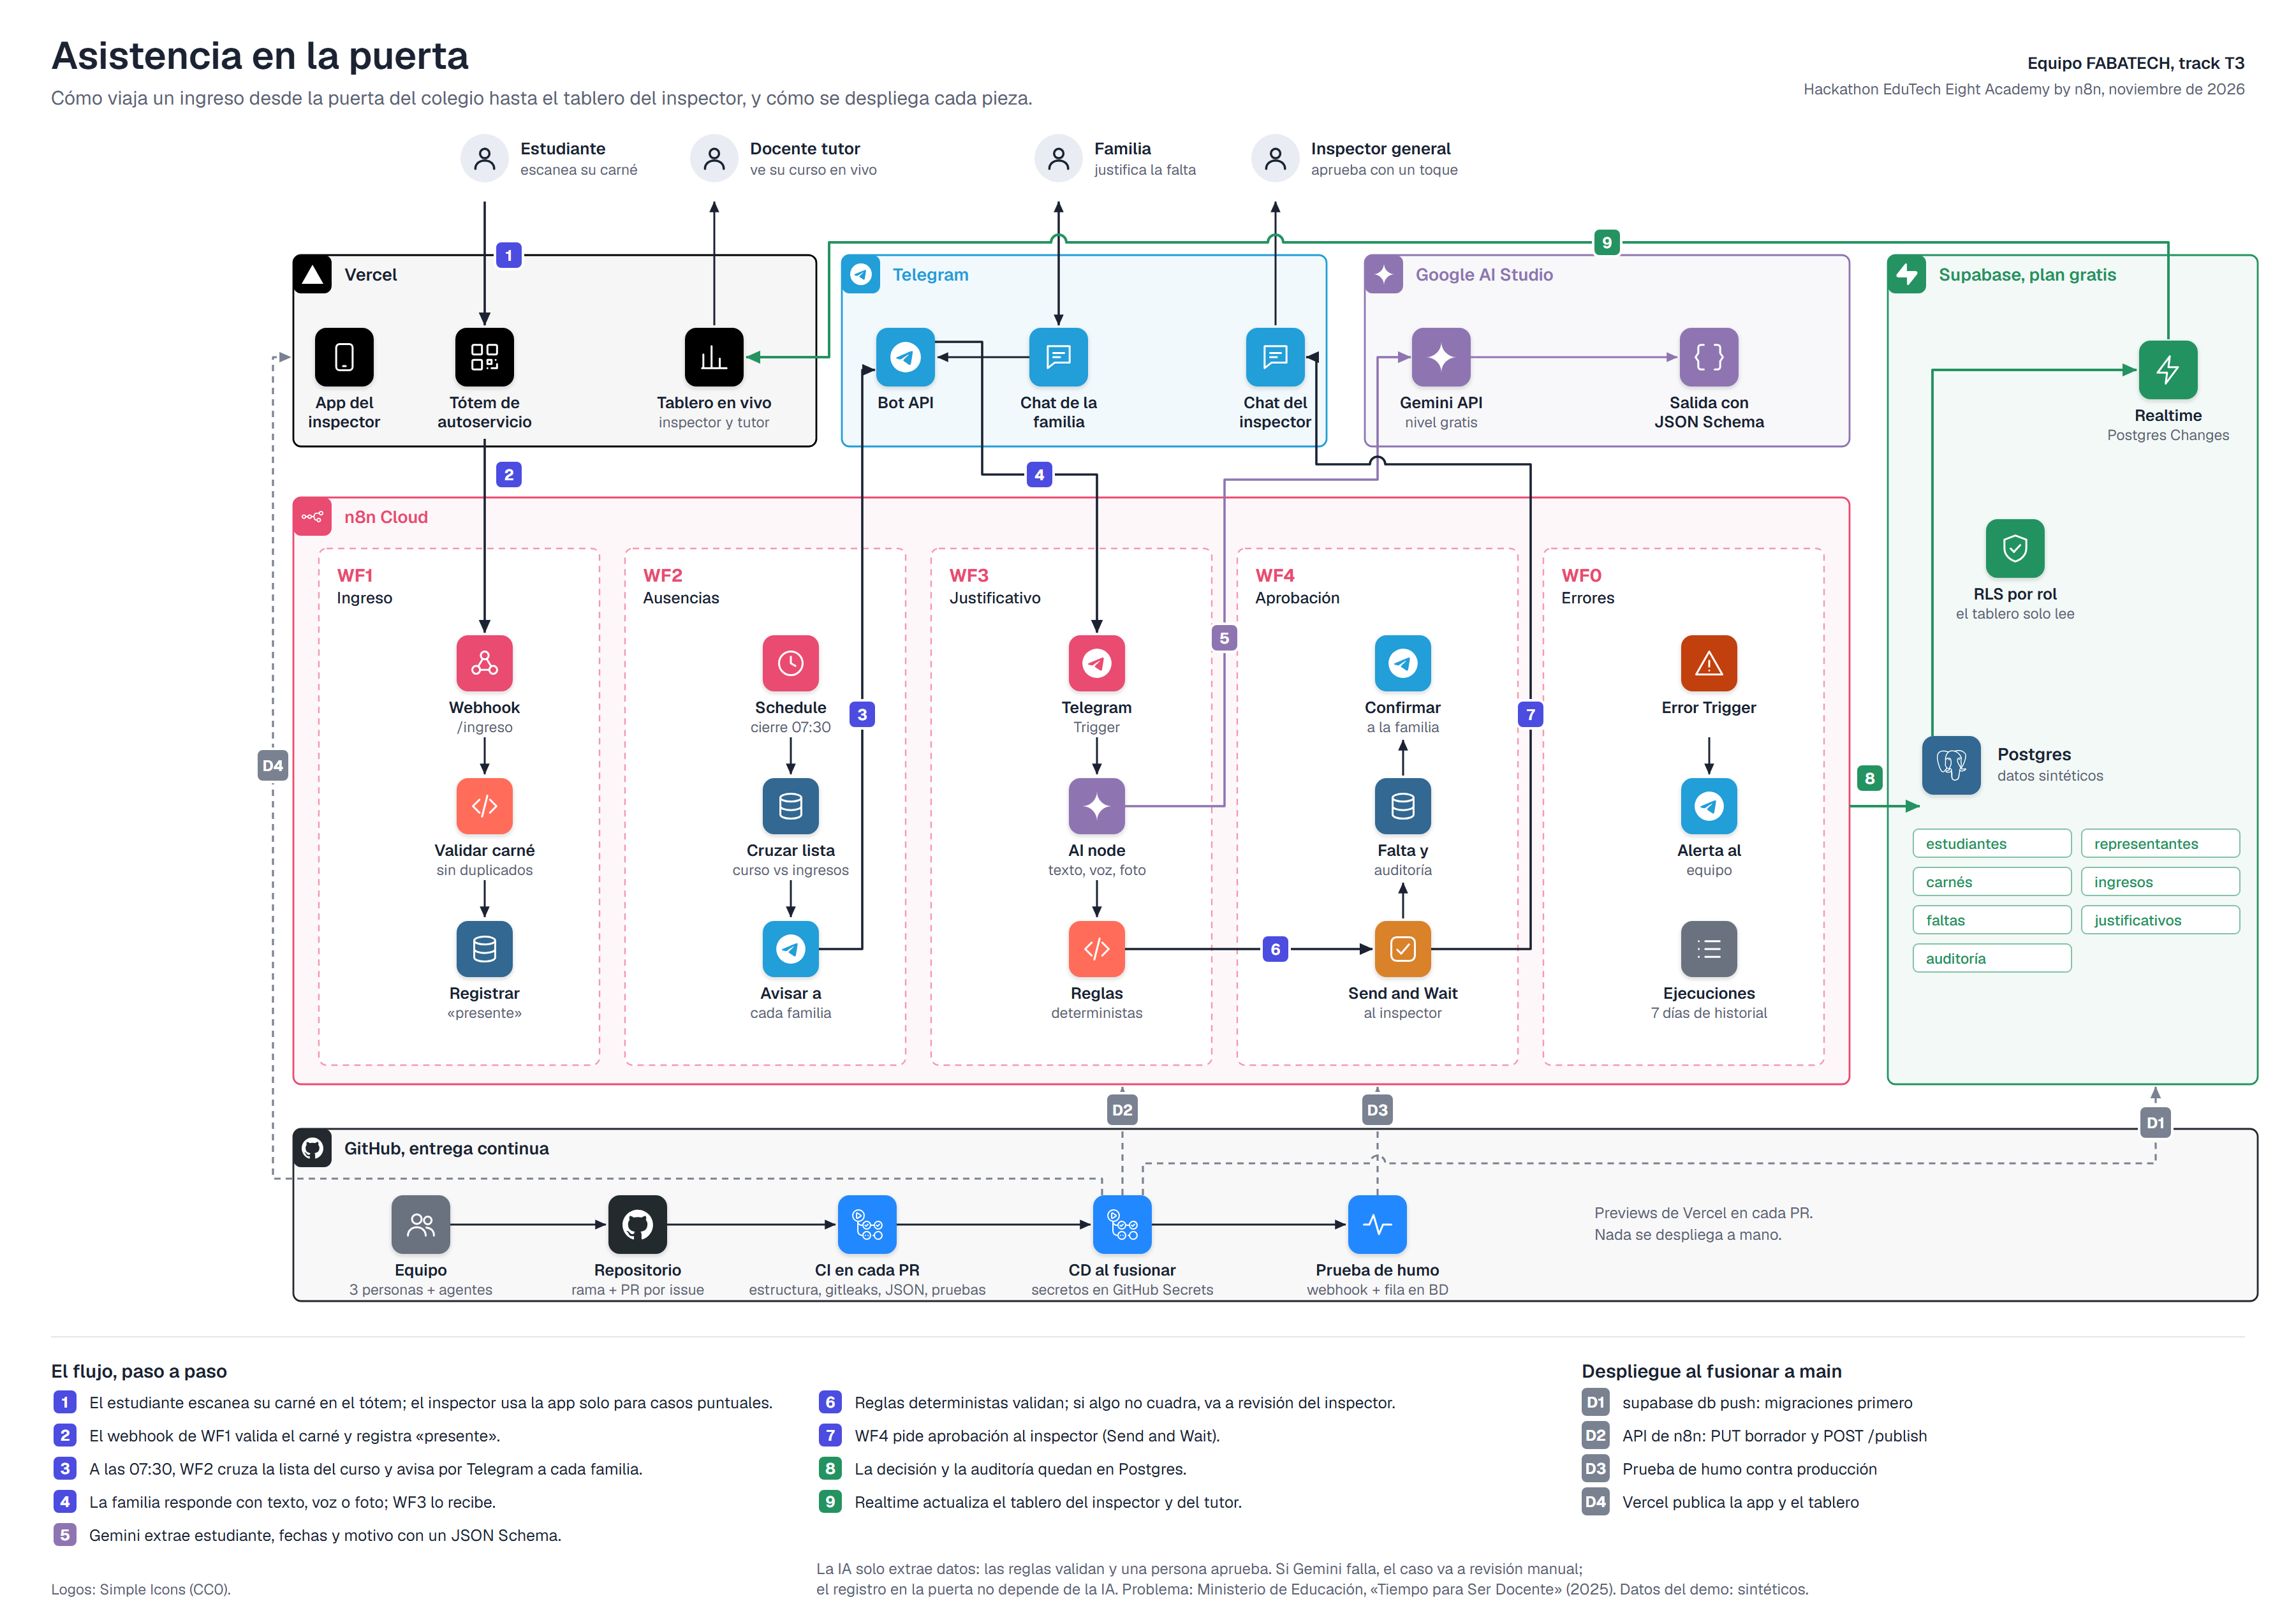 Asistencia en la puerta
Cómo viaja un ingreso desde la puerta del colegio hasta el tablero del inspector, y cómo se despliega cada pieza.
Equipo FABATECH, track T3
Hackathon EduTech Eight Academy by n8n, noviembre de 2026
Estudiante
escanea su carné
Docente tutor
ve su curso en vivo
Familia
justifica la falta
Inspector general
aprueba con un toque
1
9
Vercel
App del
inspector
Tótem de
autoservicio
Tablero en vivo
inspector y tutor
Telegram
Bot API
Chat de la
familia
Chat del
inspector
Google AI Studio
Gemini API
nivel gratis
Salida con
JSON Schema
Supabase, plan gratis
Realtime
Postgres Changes
RLS por rol
el tablero solo lee
Postgres
datos sintéticos
estudiantes
representantes
carnés
ingresos
faltas
justificativos
auditoría
2
4
n8n Cloud
WF1
Ingreso
Webhook
/ingreso
Validar carné
sin duplicados
Registrar
«presente»
WF2
Ausencias
Schedule
cierre 07:30
3
Cruzar lista
curso vs ingresos
Avisar a
cada familia
WF3
Justificativo
Telegram
Trigger
AI node
texto, voz, foto
Reglas
deterministas
5
6
WF4
Aprobación
Confirmar
a la familia
Falta y
auditoría
Send and Wait
al inspector
7
WF0
Errores
Error Trigger
Alerta al
equipo
Ejecuciones
7 días de historial
8
D4
D2
D3
D1
GitHub, entrega continua
Equipo
3 personas + agentes
Repositorio
rama + PR por issue
CI en cada PR
estructura, gitleaks, JSON, pruebas
CD al fusionar
secretos en GitHub Secrets
Prueba de humo
webhook + fila en BD
Previews de Vercel en cada PR.
Nada se despliega a mano.
El flujo, paso a paso
1 El estudiante escanea su carné en el tótem; el inspector usa la app solo para casos puntuales.
2 El webhook de WF1 valida el carné y registra «presente».
3 A las 07:30, WF2 cruza la lista del curso y avisa por Telegram a cada familia.
4 La familia responde con texto, voz o foto; WF3 lo recibe.
5 Gemini extrae estudiante, fechas y motivo con un JSON Schema.
6 Reglas deterministas validan; si algo no cuadra, va a revisión del inspector.
7 WF4 pide aprobación al inspector (Send and Wait).
8 La decisión y la auditoría quedan en Postgres.
9 Realtime actualiza el tablero del inspector y del tutor.
Despliegue al fusionar a main
D1 supabase db push: migraciones primero
D2 API de n8n: PUT borrador y POST /publish
D3 Prueba de humo contra producción
D4 Vercel publica la app y el tablero
Logos: Simple Icons (CC0).
La IA solo extrae datos: las reglas validan y una persona aprueba. Si Gemini falla, el caso va a revisión manual;
el registro en la puerta no depende de la IA. Problema: Ministerio de Educación, «Tiempo para Ser Docente» (2025). Datos del demo: sintéticos.